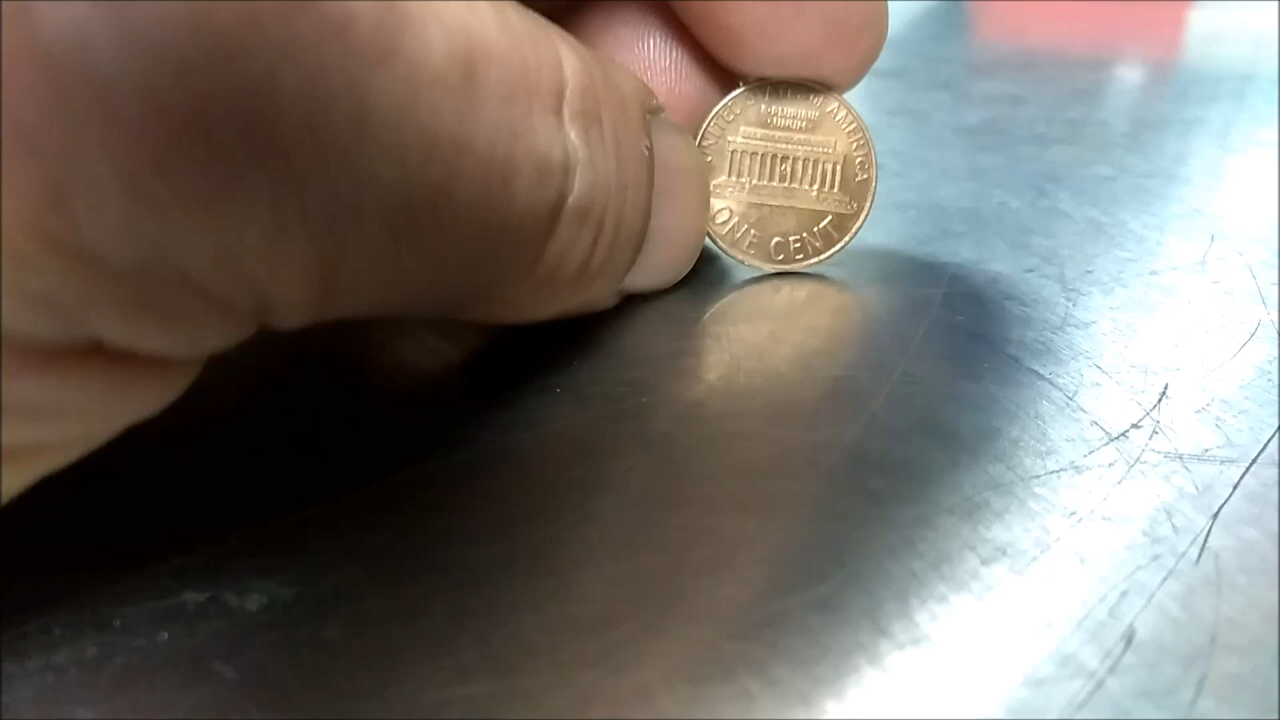 UNITED STATES OF AMERICA
E·PLURIBUS
·UNUM·
ONE CENT